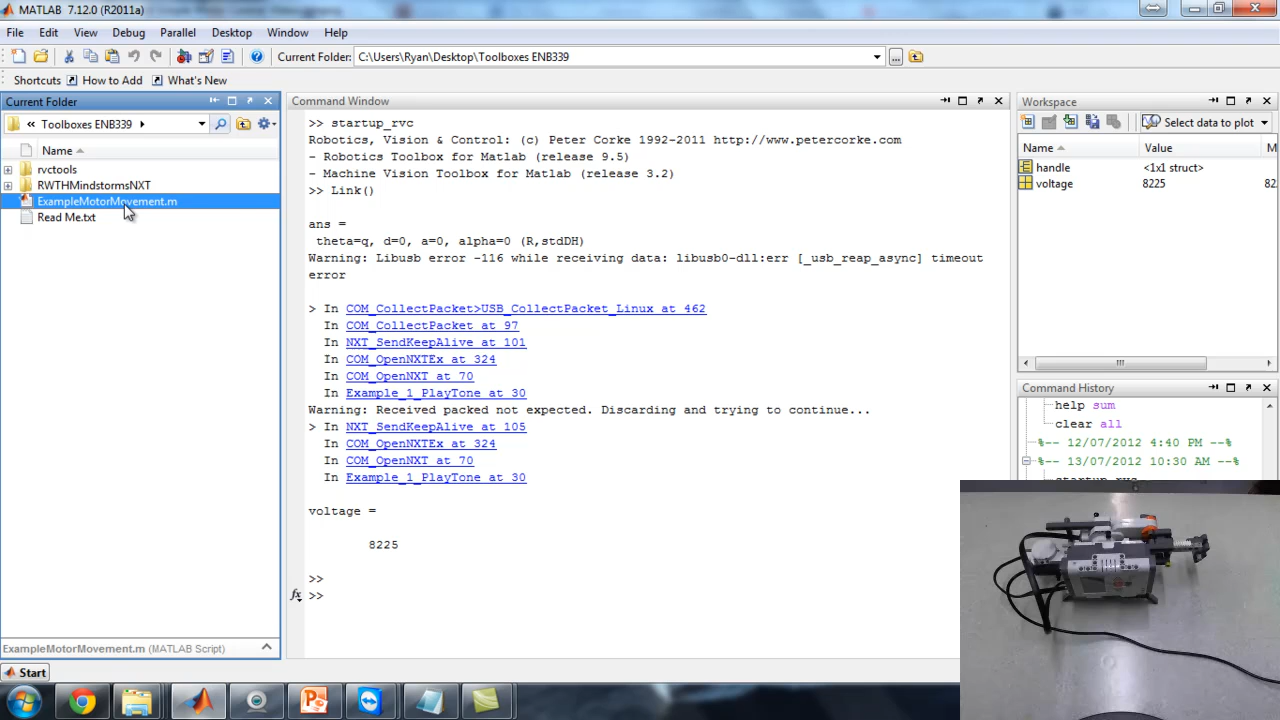 MATLAB 7.12.0 (R2011a)
File Edit View Debug Parallel Desktop Window Help
Current Folder: C:\Users\Ryan\Desktop\Toolboxes ENB339
Shortcuts How to Add What's New
Current Folder
« Toolboxes ENB339
Name
rvctools
RWTHMindstormsNXT
ExampleMotorMovement.m
Read Me.txt
ExampleMotorMovement.m (MATLAB Script)
Command Window
>> startup_rvc
Robotics, Vision & Control: (c) Peter Corke 1992-2011 http://www.petercorke.com
- Robotics Toolbox for Matlab (release 9.5)
- Machine Vision Toolbox for Matlab (release 3.2)
>> Link()
ans =
theta=q, d=0, a=0, alpha=0 (R,stdDH)
Warning: Libusb error -116 while receiving data: libusb0-dll:err [_usb_reap_async] timeout
error
> In COM_CollectPacket>USB_CollectPacket_Linux at 462
In COM_CollectPacket at 97
In NXT_SendKeepAlive at 101
In COM_OpenNXTEx at 324
In COM_OpenNXT at 70
In Example_1_PlayTone at 30
Warning: Received packed not expected. Discarding and trying to continue...
> In NXT_SendKeepAlive at 105
In COM_OpenNXTEx at 324
In COM_OpenNXT at 70
In Example_1_PlayTone at 30
voltage =
8225
>>
fx >>
Workspace
Select data to plot
Name Value M
handle <1x1 struct>
voltage 8225 82
Command History
help sum
clear all
%-- 12/07/2012 4:40 PM --%
%-- 13/07/2012 10:30 AM --%
startup_rvc
Start